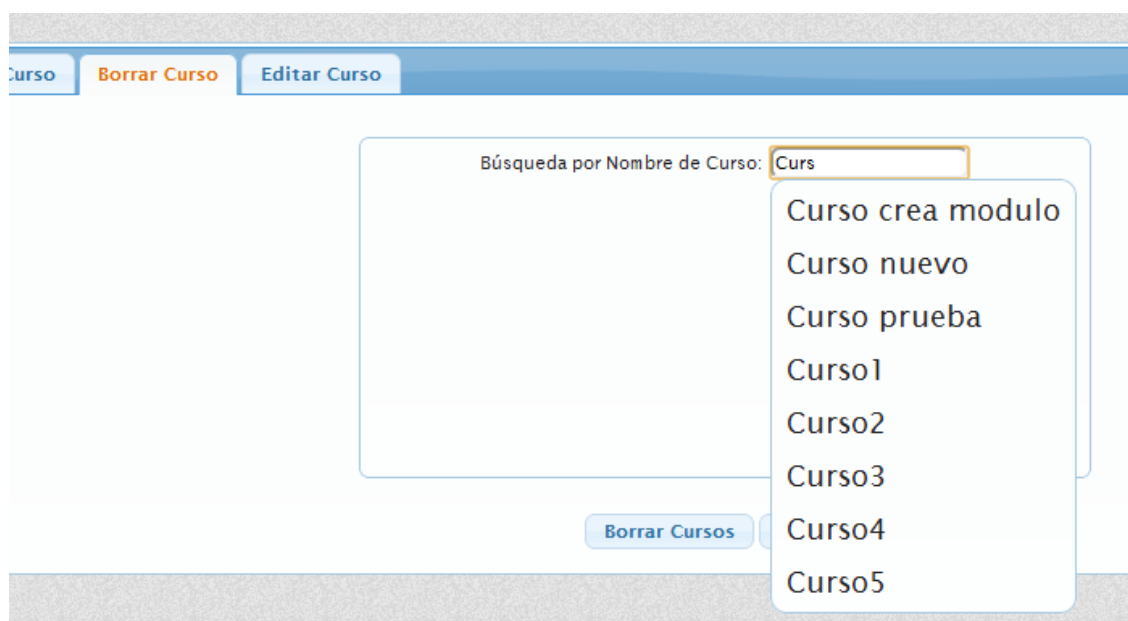 Curso Borrar Curso Editar Curso
Búsqueda por Nombre de Curso: Curs
Curso crea modulo
Curso nuevo
Curso prueba
Curso1
Curso2
Curso3
Borrar Cursos
Curso4
Curso5